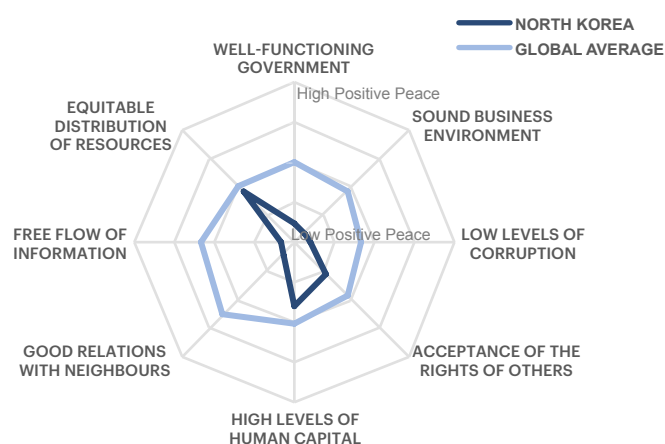 NORTH KOREA
GLOBAL AVERAGE
WELL-FUNCTIONING
GOVERNMENT
High Positive Peace
EQUITABLE
DISTRIBUTION
OF RESOURCES
SOUND BUSINESS
ENVIRONMENT
FREE FLOW OF
INFORMATION
Low Positive Peace
LOW LEVELS OF
CORRUPTION
GOOD RELATIONS
WITH NEIGHBOURS
ACCEPTANCE OF THE
RIGHTS OF OTHERS
HIGH LEVELS OF
HUMAN CAPITAL